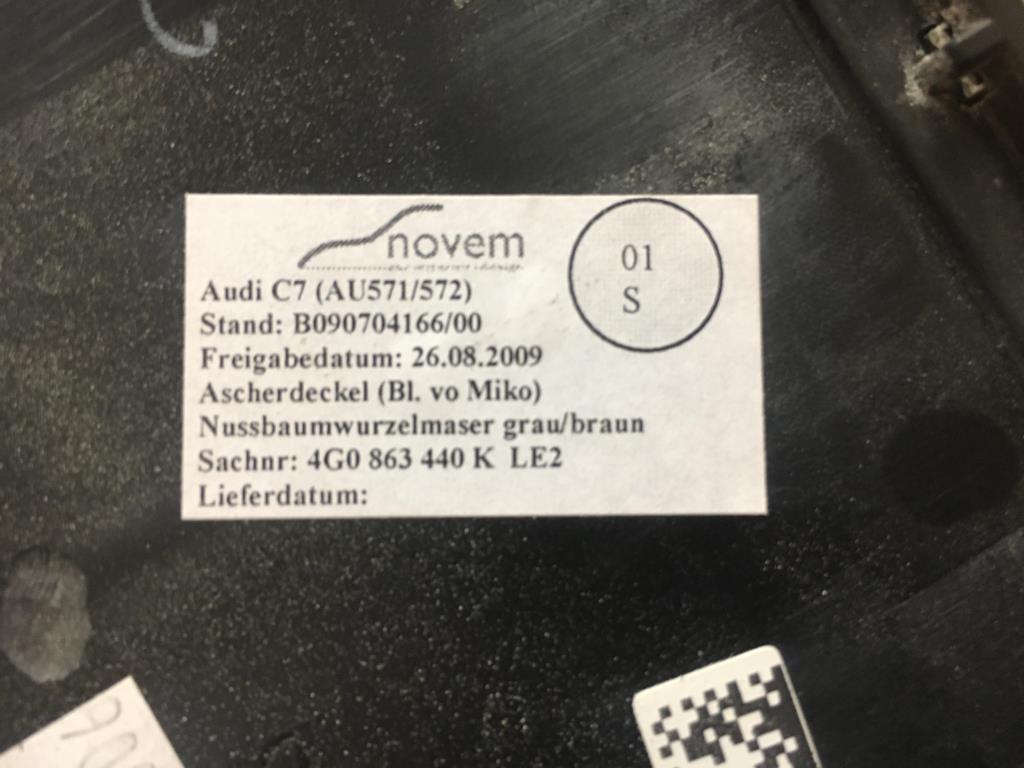 novem
01
S
Audi C7 (AU571/572)
Stand: B090704166/00
Freigabedatum: 26.08.2009
Ascherdeckel (Bl. vo Miko)
Nussbaumwurzelmaser grau/braun
Sachnr: 4G0 863 440 K LE2
Lieferdatum: